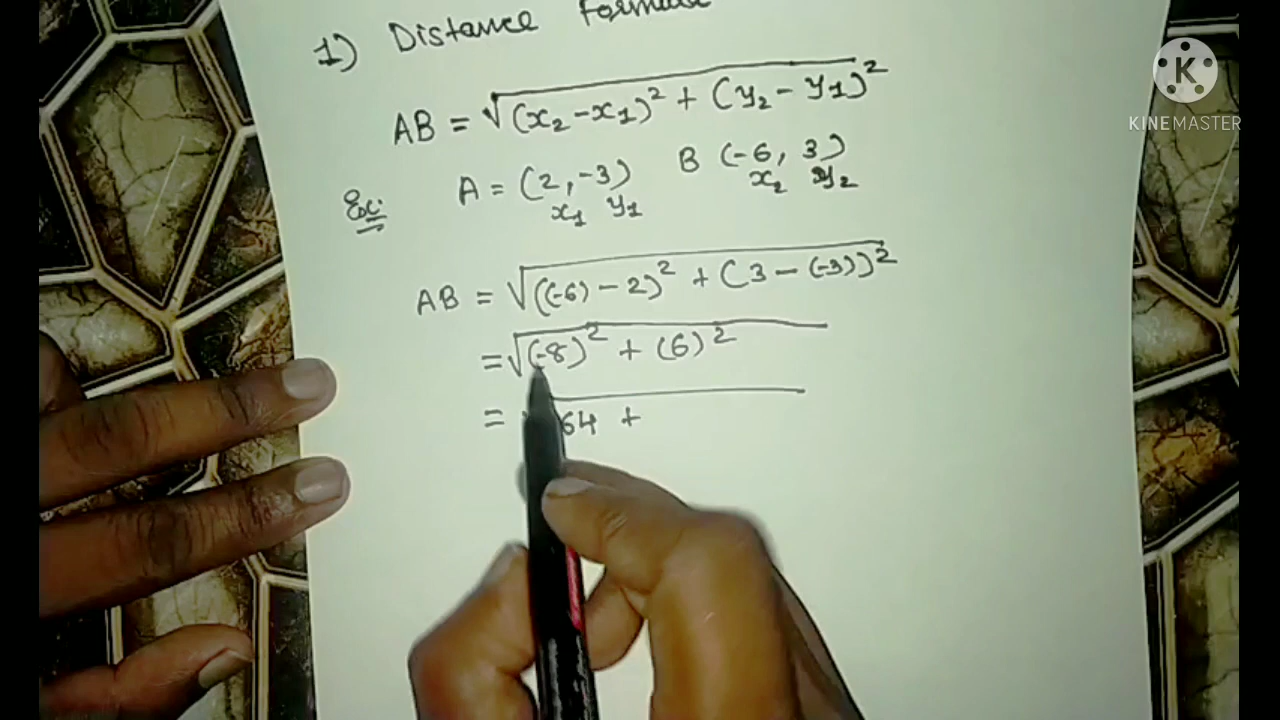 1) Distance Formula
AB = √(x₂-x₁)² + (y₂ - y₁)²
Ex:  A = (2, -3)  B (-6, 3)
x₁ y₁  x₂ y₂
AB = √((-6) - 2)² + (3 - (-3))²
= √(-8)² + (6)²
= √64 +
K
KINEMASTER